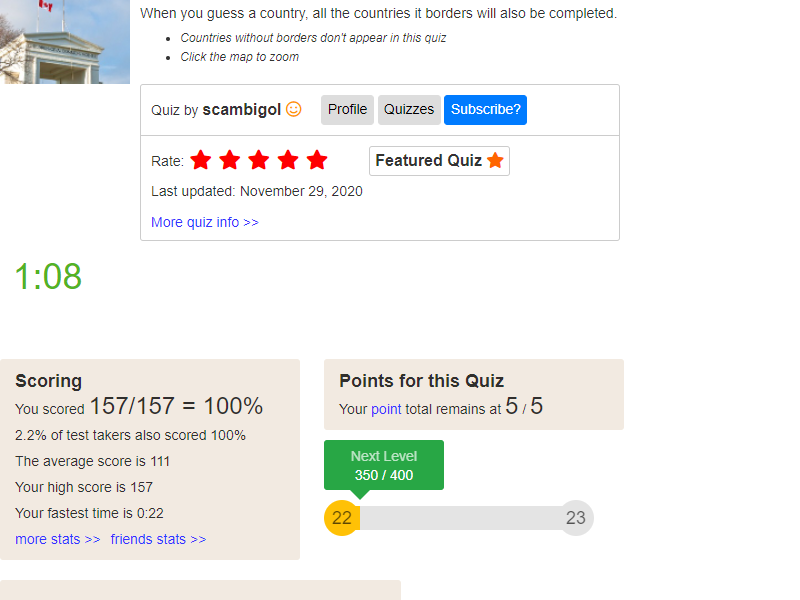 When you guess a country, all the countries it borders will also be completed.
Countries without borders don't appear in this quiz
Click the map to zoom
Quiz by scambigol Profile Quizzes Subscribe?
Rate: Featured Quiz
Last updated: November 29, 2020
More quiz info >>
1:08
Scoring
You scored 157/157 = 100%
2.2% of test takers also scored 100%
The average score is 111
Your high score is 157
Your fastest time is 0:22
more stats >> friends stats >>
Points for this Quiz
Your point total remains at 5 / 5
Next Level
350 / 400
22 23